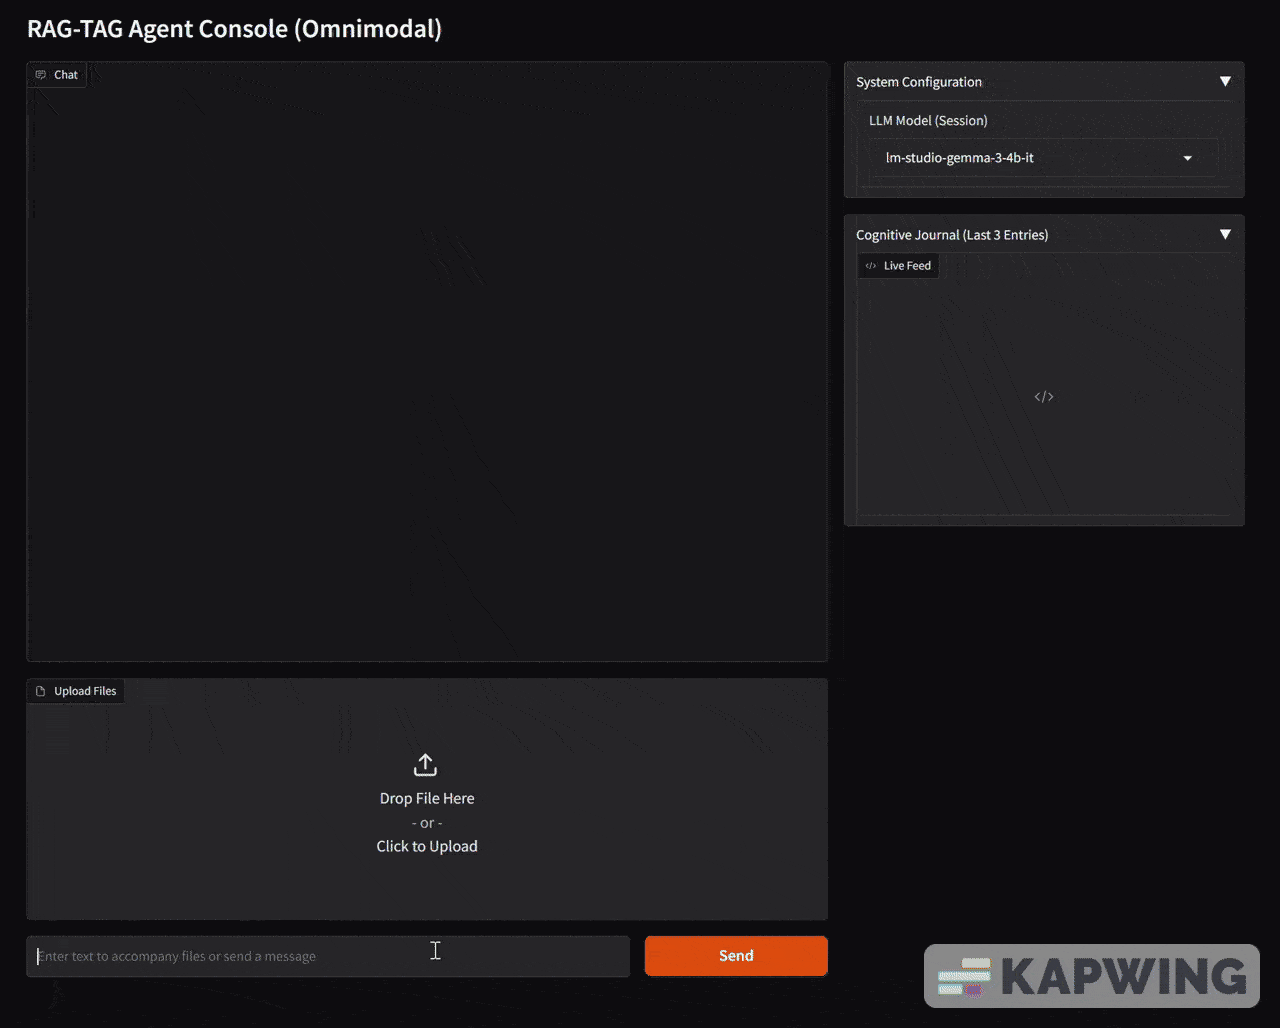 RAG-TAG Agent Console (Omnimodal)
Chat
System Configuration
LLM Model (Session)
lm-studio-gemma-3-4b-it
Cognitive Journal (Last 3 Entries)
</> Live Feed
</>
Upload Files
Drop File Here
- or -
Click to Upload
Enter text to accompany files or send a message
Send
KAPWING